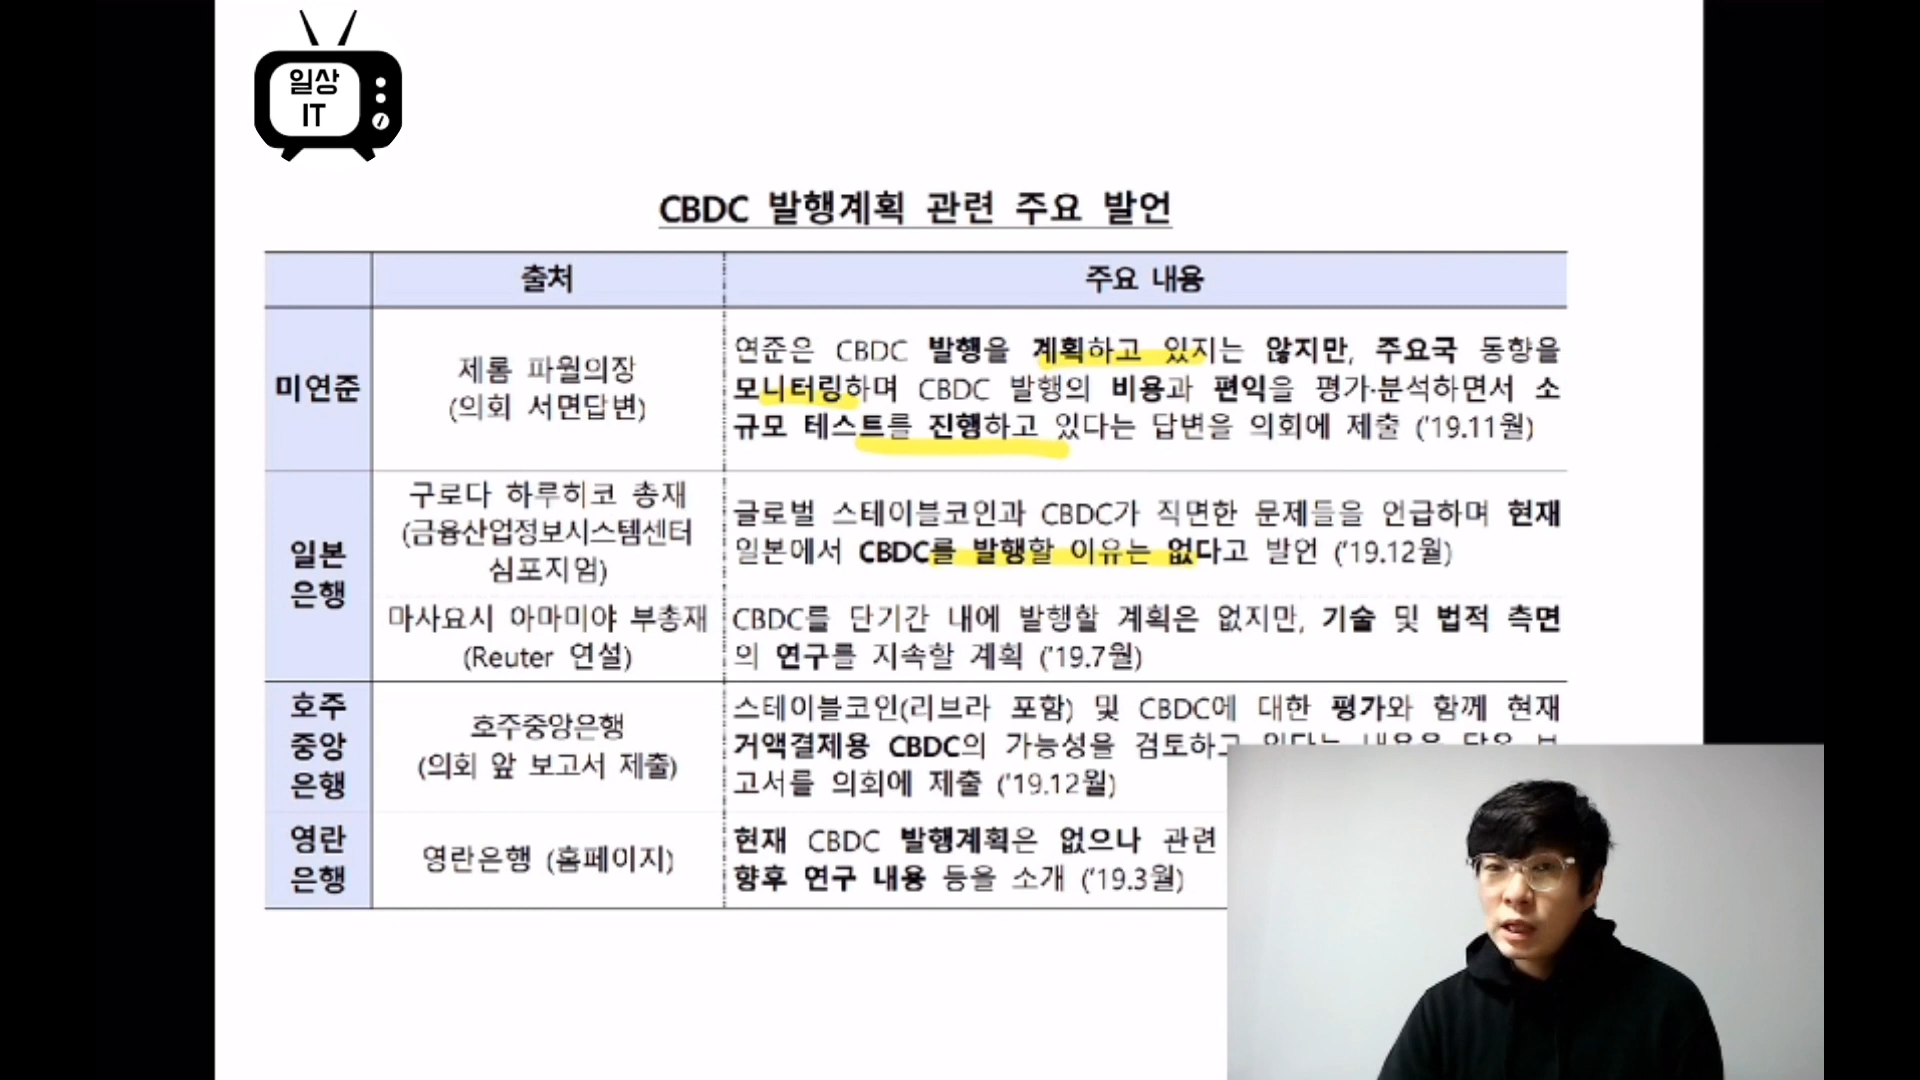 일상
IT
CBDC 발행계획 관련 주요 발언
출처
주요 내용
미연준
제롬 파월의장
(의회 서면답변)
연준은 CBDC 발행을 계획하고 있지는 않지만, 주요국 동향을
모니터링하며 CBDC 발행의 비용과 편익을 평가·분석하면서 소
규모 테스트를 진행하고 있다는 답변을 의회에 제출 ('19.11월)
일본
은행
구로다 하루히코 총재
(금융산업정보시스템센터
심포지엄)
글로벌 스테이블코인과 CBDC가 직면한 문제들을 언급하며 현재
일본에서 CBDC를 발행할 이유는 없다고 발언 ('19.12월)
마사요시 아마미야 부총재
(Reuter 연설)
CBDC를 단기간 내에 발행할 계획은 없지만, 기술 및 법적 측면
의 연구를 지속할 계획 ('19.7월)
호주
중앙
은행
호주중앙은행
(의회 앞 보고서 제출)
스테이블코인(리브라 포함) 및 CBDC에 대한 평가와 함께 현재
거액결제용 CBDC의 가능성을 검토하고
고서를 의회에 제출 ('19.12월)
영란
은행
영란은행 (홈페이지)
현재 CBDC 발행계획은 없으나 관련
향후 연구 내용 등을 소개 ('19.3월)